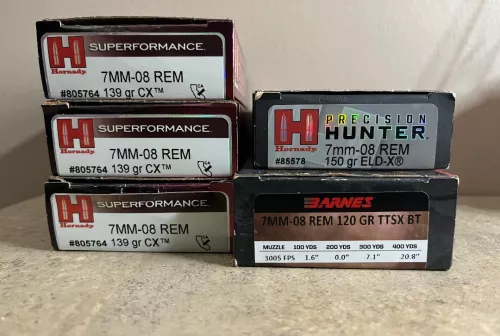 H
Hornady
SUPERFORMANCE.
7MM-08 REM
#805764 139 gr CX™
H
Hornady
SUPERFORMANCE.
7MM-08 REM
#805764 139 gr CX™
H
Hornady
SUPERFORMANCE.
7MM-08 REM
#805764 139 gr CX™
H
Hornady
PRECISION
HUNTER
7mm-08 REM
#85578 150 gr ELD-X®
BARNES
7MM-08 REM 120 GR TTSX BT
MUZZLE 100 YDS 200 YDS 300 YDS 400 YDS
3005 FPS 1.6" 0.0" 7.1" 20.8"